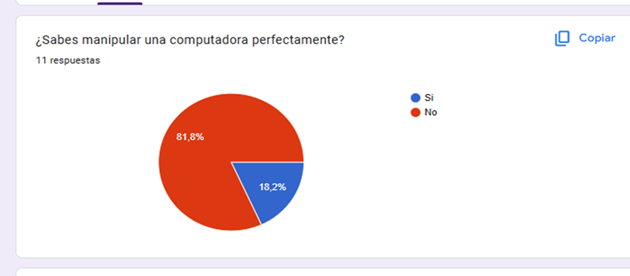 ¿Sabes manipular una computadora perfectamente?
Copiar
11 respuestas
Si
No
81,8%
18,2%